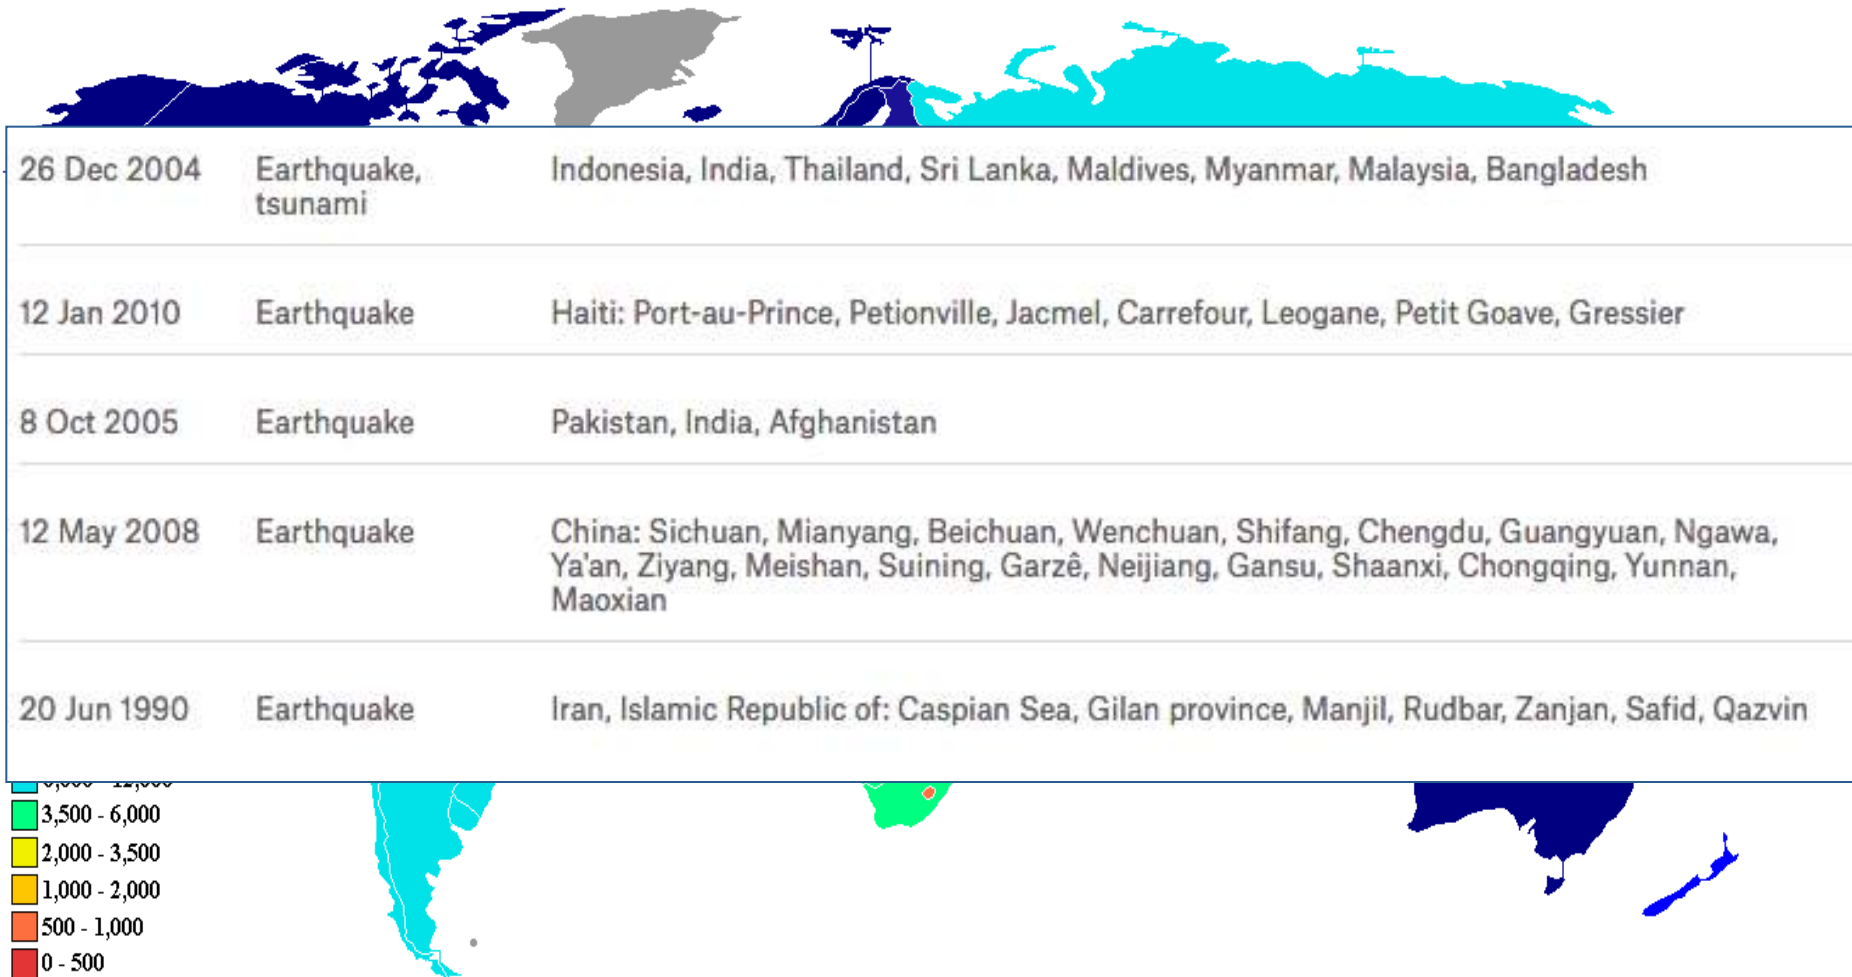 26 Dec 2004 Earthquake, Indonesia, India, Thailand, Sri Lanka, Maldives, Myanmar, Malaysia, Bangladesh
tsunami
12 Jan 2010 Earthquake Haiti: Port-au-Prince, Petionville, Jacmel, Carrefour, Leogane, Petit Goave, Gressier
8 Oct 2005 Earthquake Pakistan, India, Afghanistan
12 May 2008 Earthquake China: Sichuan, Mianyang, Beichuan, Wenchuan, Shifang, Chengdu, Guangyuan, Ngawa,
Ya'an, Ziyang, Meishan, Suining, Garzê, Neijiang, Gansu, Shaanxi, Chongqing, Yunnan,
Maoxian
20 Jun 1990 Earthquake Iran, Islamic Republic of: Caspian Sea, Gilan province, Manjil, Rudbar, Zanjan, Safid, Qazvin
3,500 - 6,000
2,000 - 3,500
1,000 - 2,000
500 - 1,000
0 - 500